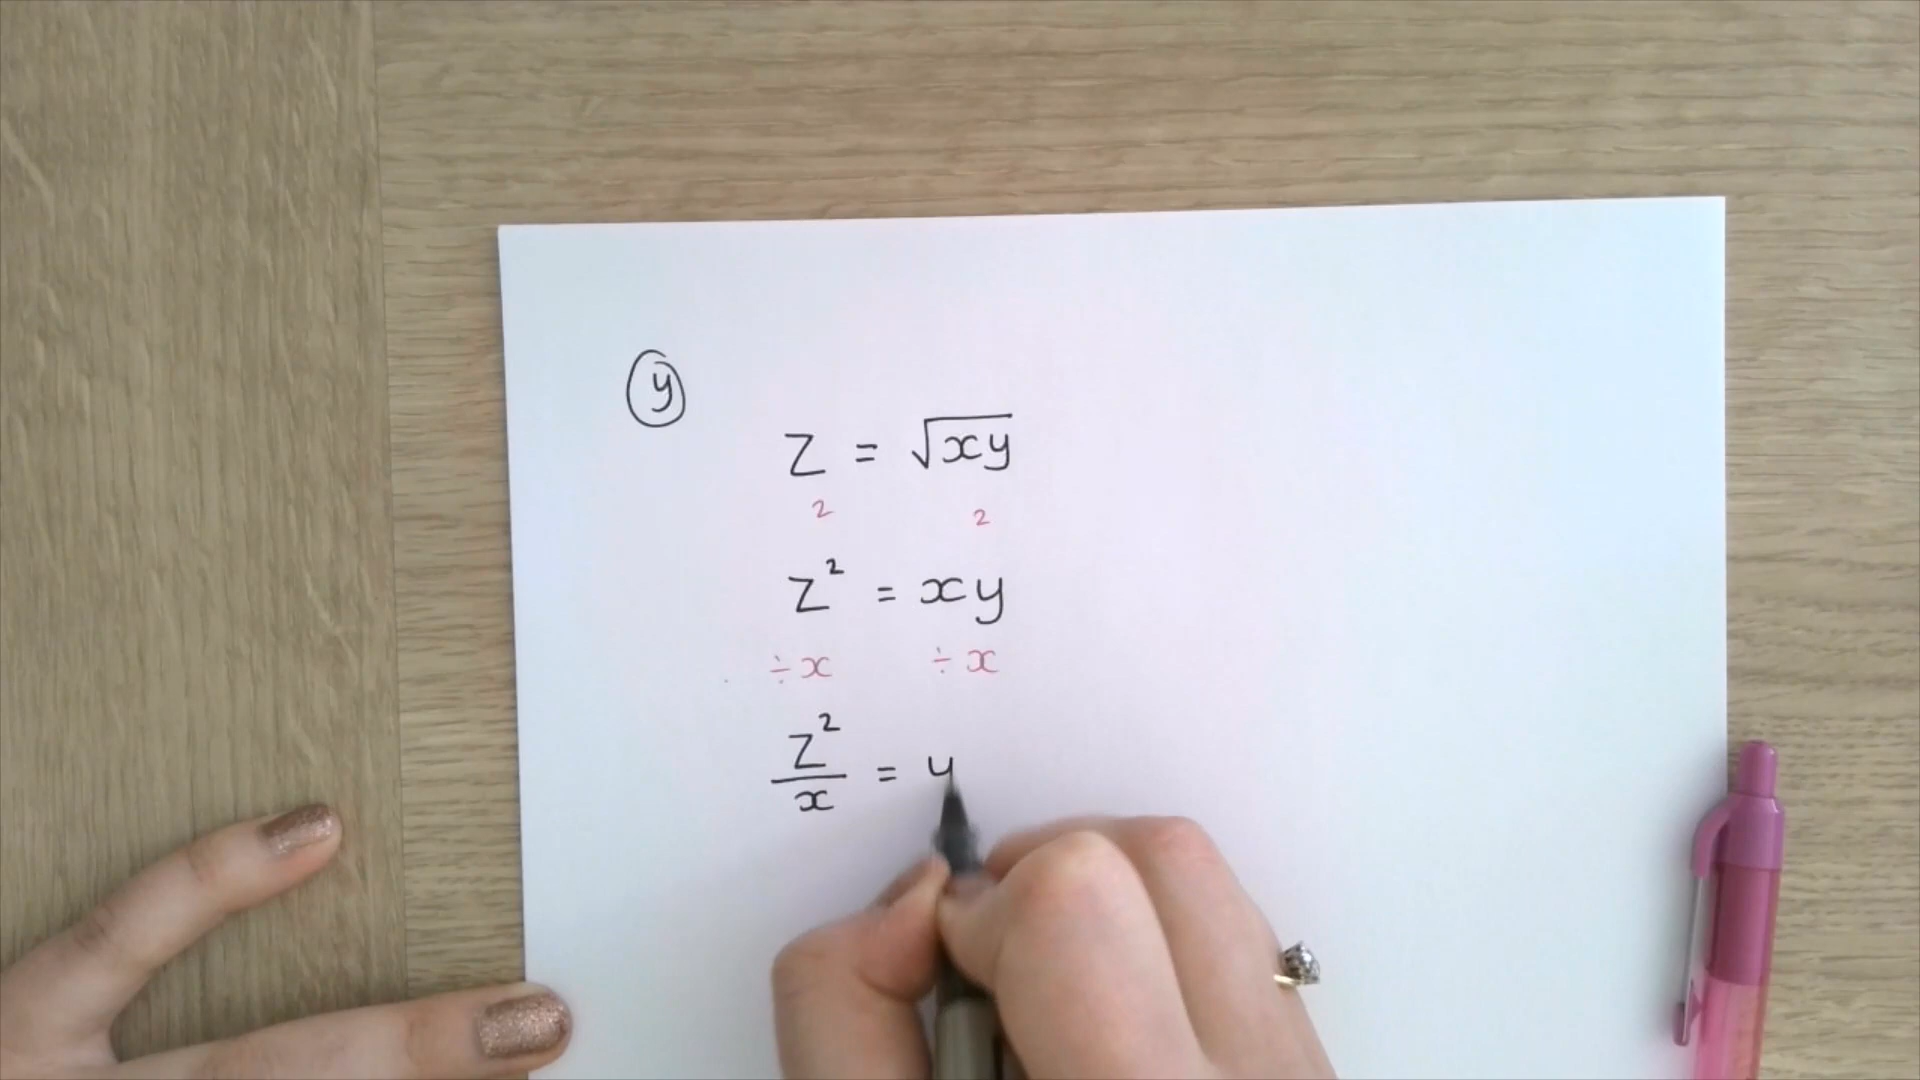 y
Z = √xy
2 2
Z² = xy
÷x ÷x
Z²/x = y